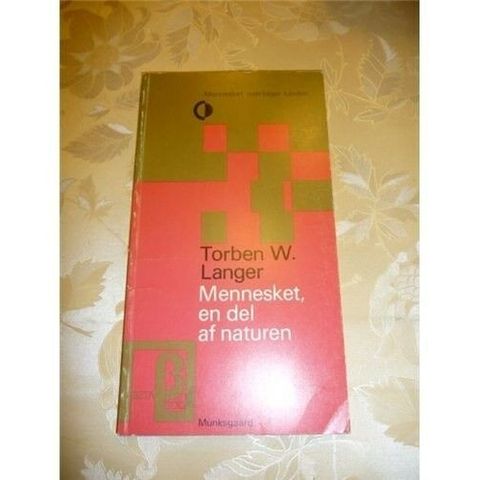 Torben W.
Langer
Mennesket,
en del
af naturen
Munksgaard